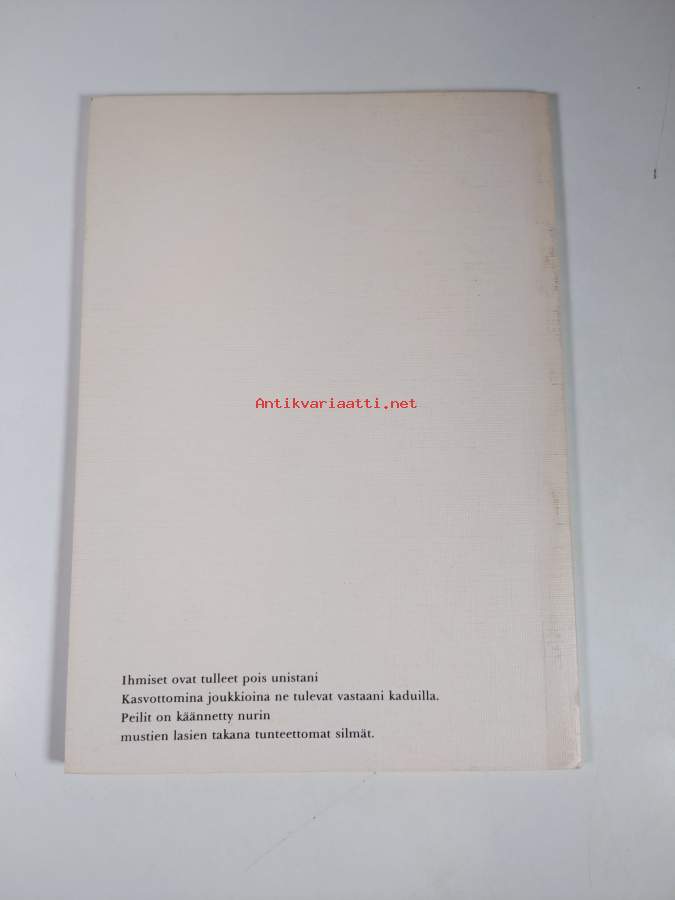 Antikvariaatti.net
Ihmiset ovat tulleet pois unistani
Kasvottomina joukkioina ne tulevat vastaani kaduilla.
Peilit on käännetty nurin
mustien lasien takana tunteettomat silmät.